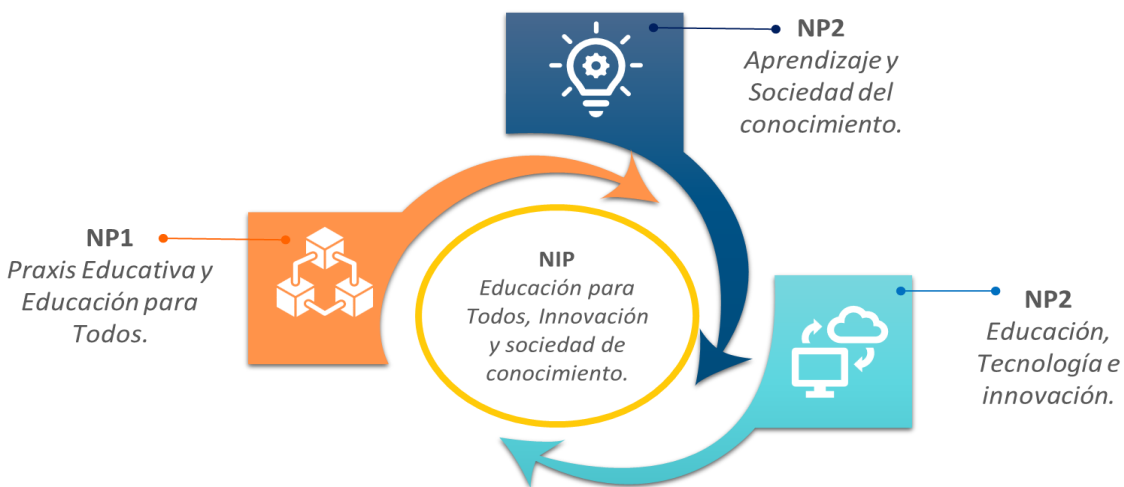 NP2
Aprendizaje y
Sociedad del
conocimiento.
NP1
Praxis Educativa y
Educación para
Todos.
NIP
Educación para
Todos, Innovación
y sociedad de
conocimiento.
NP2
Educación,
Tecnología e
innovación.